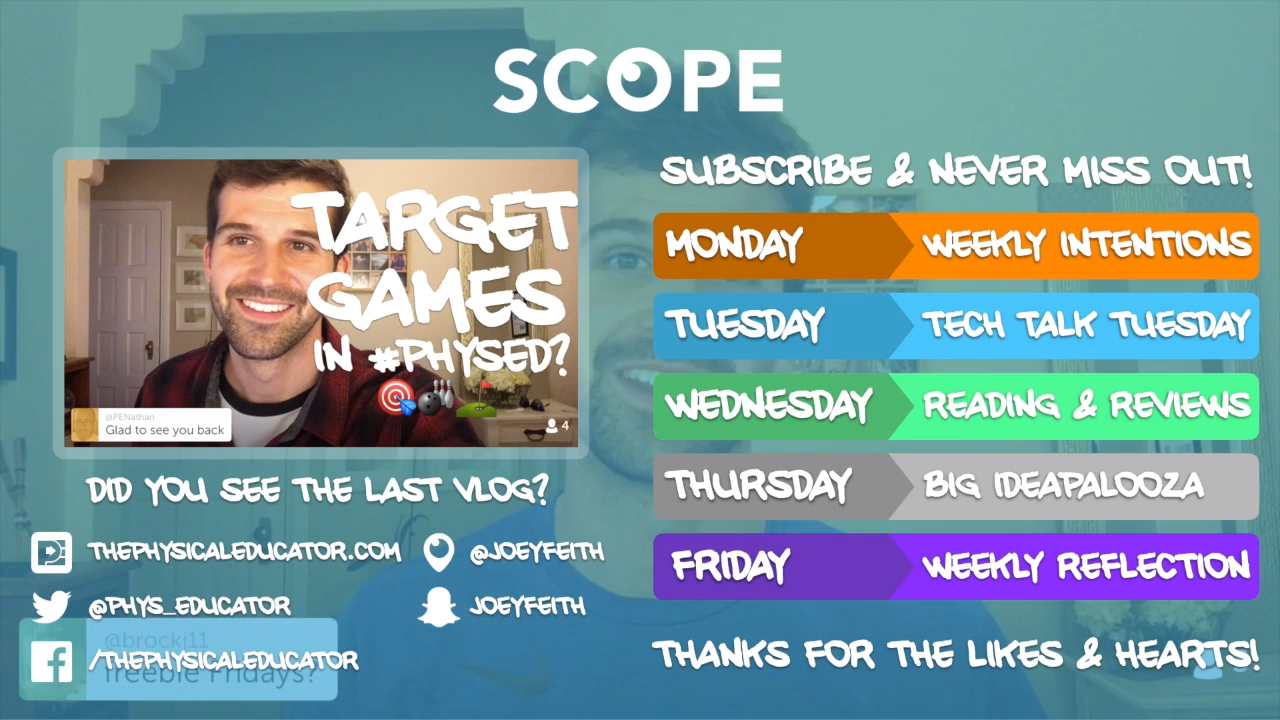 SCOPE
TARGET
GAMES
IN #PHYSED?
@PENathan
Glad to see you back
4
DID YOU SEE THE LAST VLOG?
THEPHYSICALEDUCATOR.COM
@JOEYFEITH
@PHYS_EDUCATOR
JOEYFEITH
@brockj11
/THEPHYSICALEDUCATOR
freebie Fridays?
SUBSCRIBE & NEVER MISS OUT!
MONDAY WEEKLY INTENTIONS
TUESDAY TECH TALK TUESDAY
WEDNESDAY READING & REVIEWS
THURSDAY BIG IDEAPALOOZA
FRIDAY WEEKLY REFLECTION
THANKS FOR THE LIKES & HEARTS!